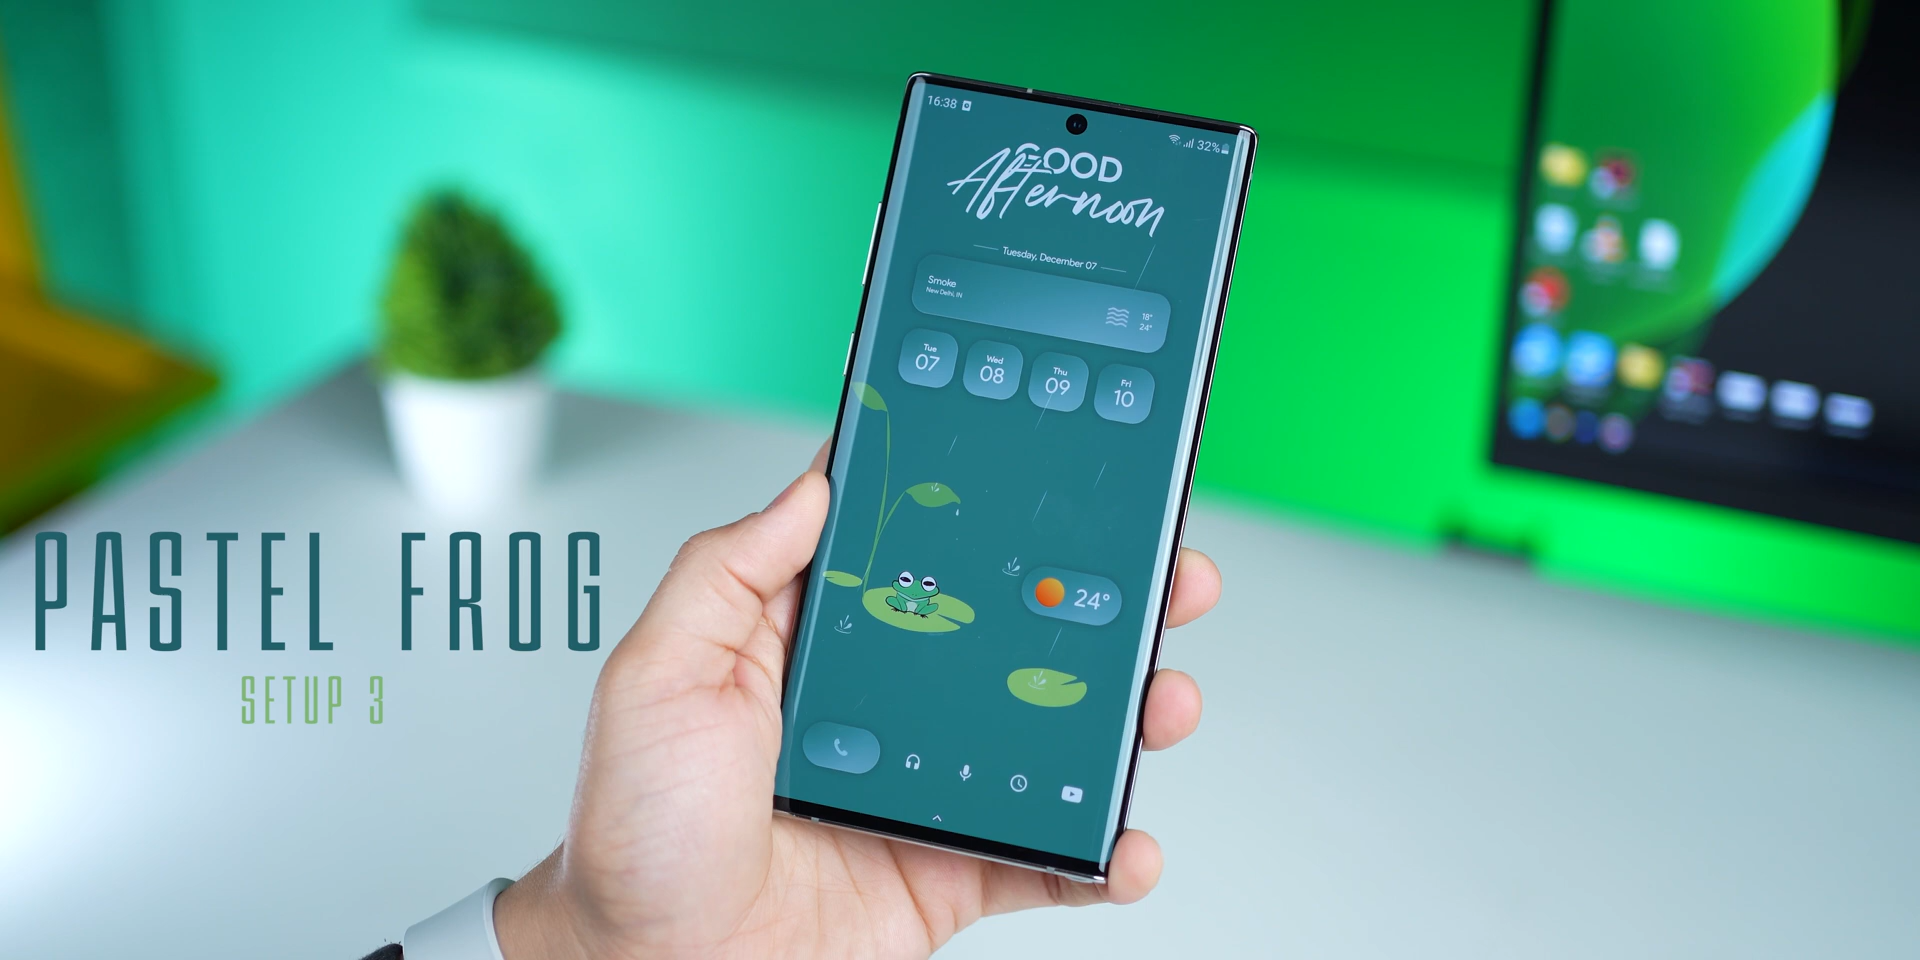 16:38
32%
GOOD
Afternoon
Tuesday, December 07
Smoke
New Delhi, IN
18°
24°
Tue
07
Wed
08
Thu
09
Fri
10
24°
PASTEL FROG
SETUP 3